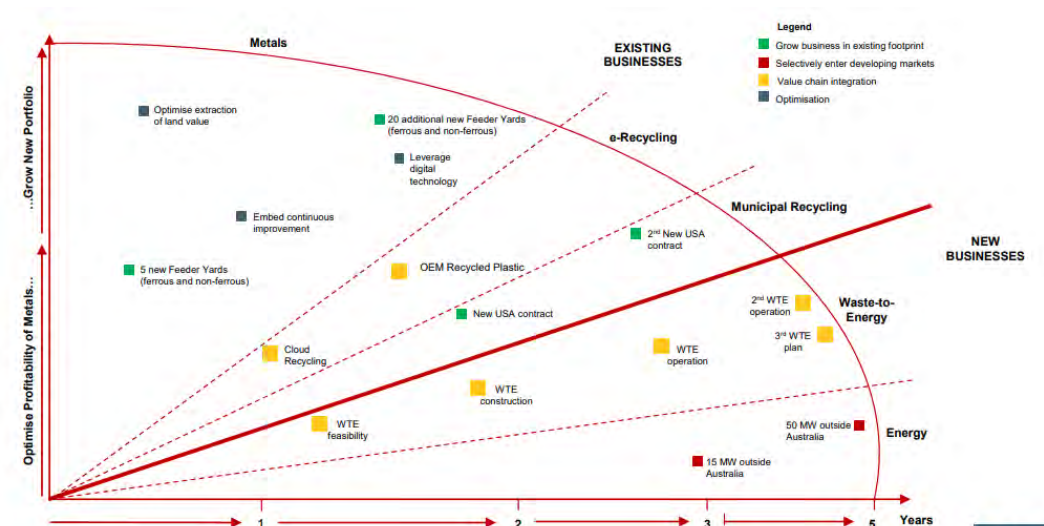 Metals
EXISTING
BUSINESSES
Legend
Grow business in existing footprint
Selectively enter developing markets
Value chain integration
Optimisation
...Grow New Portfolio
Optimise Profitability of Metals...
Optimise extraction
of land value
20 additional new Feeder Yards
(ferrous and non-ferrous)
e-Recycling
Leverage
digital
technology
Embed continuous
improvement
Municipal Recycling
2nd New USA
contract
NEW
BUSINESSES
5 new Feeder Yards
(ferrous and non-ferrous)
OEM Recycled Plastic
New USA contract
2nd WTE
operation
Waste-to-
Energy
3rd WTE
plan
Cloud
Recycling
WTE
operation
WTE
construction
WTE
feasibility
50 MW outside
Australia
Energy
15 MW outside
Australia
1
2
3
5
Years